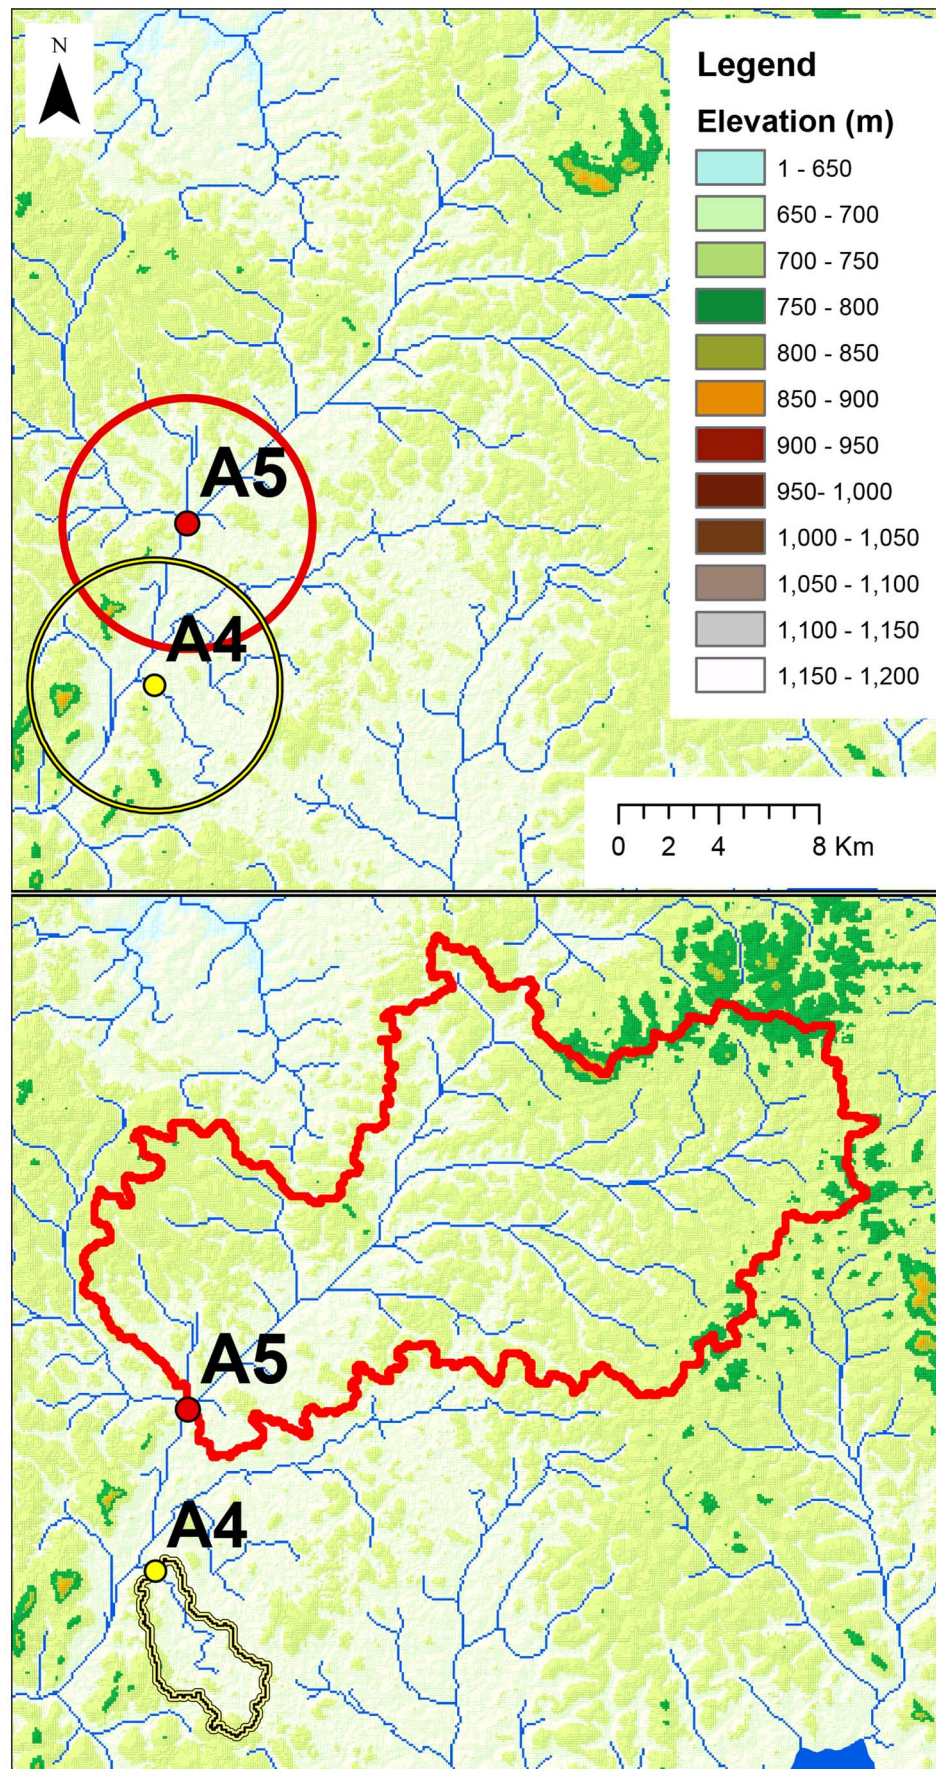 N
Legend
Elevation (m)
1 - 650
650 - 700
700 - 750
750 - 800
800 - 850
850 - 900
900 - 950
950- 1,000
1,000 - 1,050
1,050 - 1,100
1,100 - 1,150
1,150 - 1,200
A5
A4
0 2 4 8 Km
A5
A4